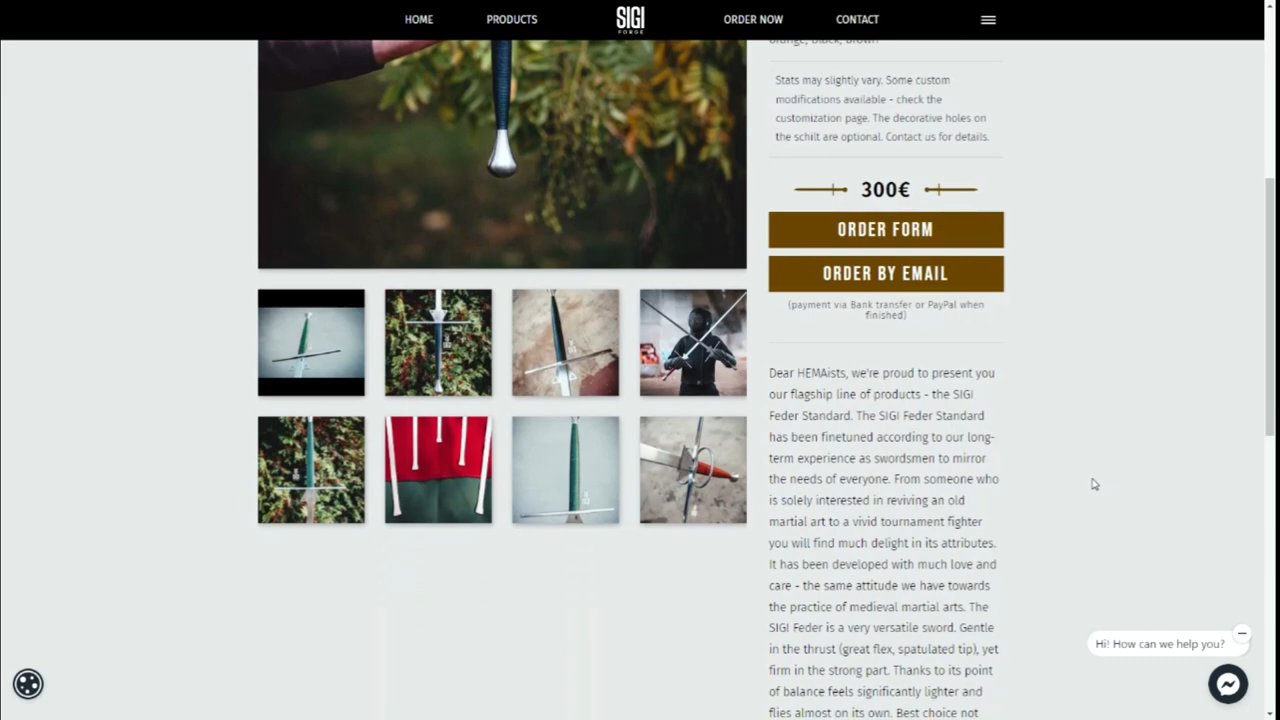 HOME
PRODUCTS
SIGI
FORGE
ORDER NOW
CONTACT
Orange, Black, Brown
Stats may slightly vary. Some custom
modifications available - check the
customization page. The decorative holes on
the schilt are optional. Contact us for details.
300€
ORDER FORM
ORDER BY EMAIL
(payment via Bank transfer or PayPal when
finished)
Dear HEMAists, we're proud to present you
our flagship line of products - the SIGI
Feder Standard. The SIGI Feder Standard
has been finetuned according to our long-
term experience as swordsmen to mirror
the needs of everyone. From someone who
is solely interested in reviving an old
martial art to a vivid tournament fighter
you will find much delight in its attributes.
It has been developed with much love and
care - the same attitude we have towards
the practice of medieval martial arts. The
SIGI Feder is a very versatile sword. Gentle
in the thrust (great flex, spatulated tip), yet
firm in the strong part. Thanks to its point
of balance feels significantly lighter and
flies almost on its own. Best choice not
Hi! How can we help you?